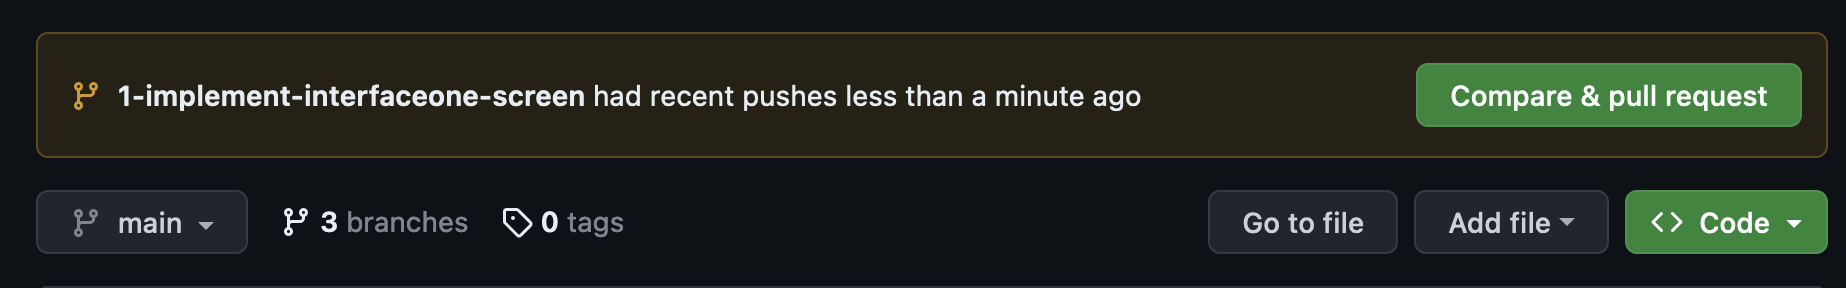 1-implement-interfaceone-screen had recent pushes less than a minute ago
Compare & pull request
main
3 branches
0 tags
Go to file
Add file
<> Code